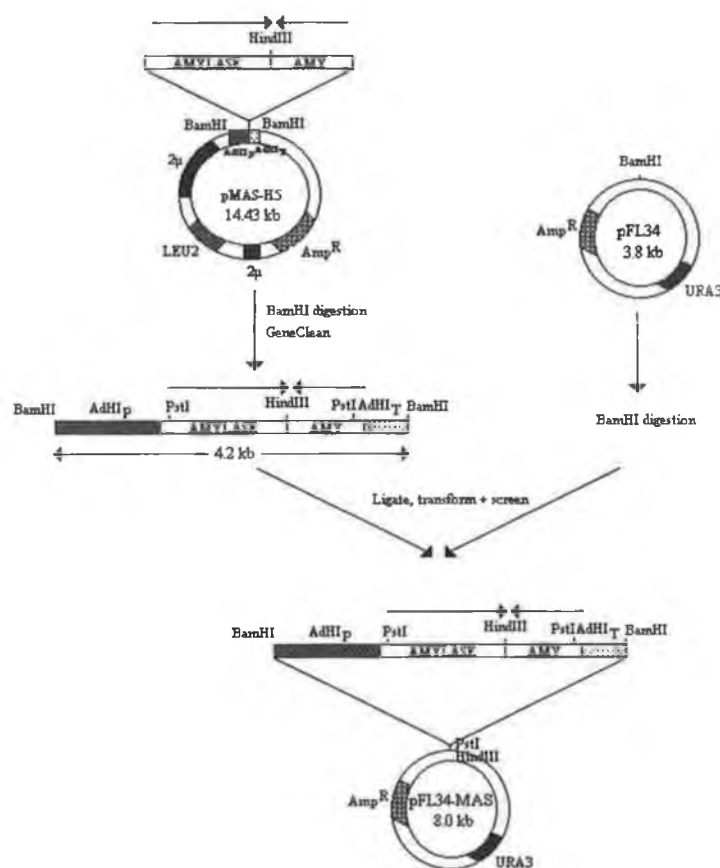 HindIII
AMYLASE AMY
BamHI BamHI
AdHIp AdHIT
2μ
pMAS-H5
14.43 kb
LEU2
AmpR
2μ
BamHI
AmpR
pFL34
3.8 kb
URA3
BamHI digestion
GeneClean
BamHI AdHIp PstI HindIII PstI AdHIT BamHI
AMYLASE AMY
4.2 kb
BamHI digestion
Ligate, transform + screen
BamHI AdHIp PstI HindIII PstI AdHIT BamHI
AMYLASE AMY
PstI
HindIII
AmpR
pFL34-MAS
8.0 kb
URA3